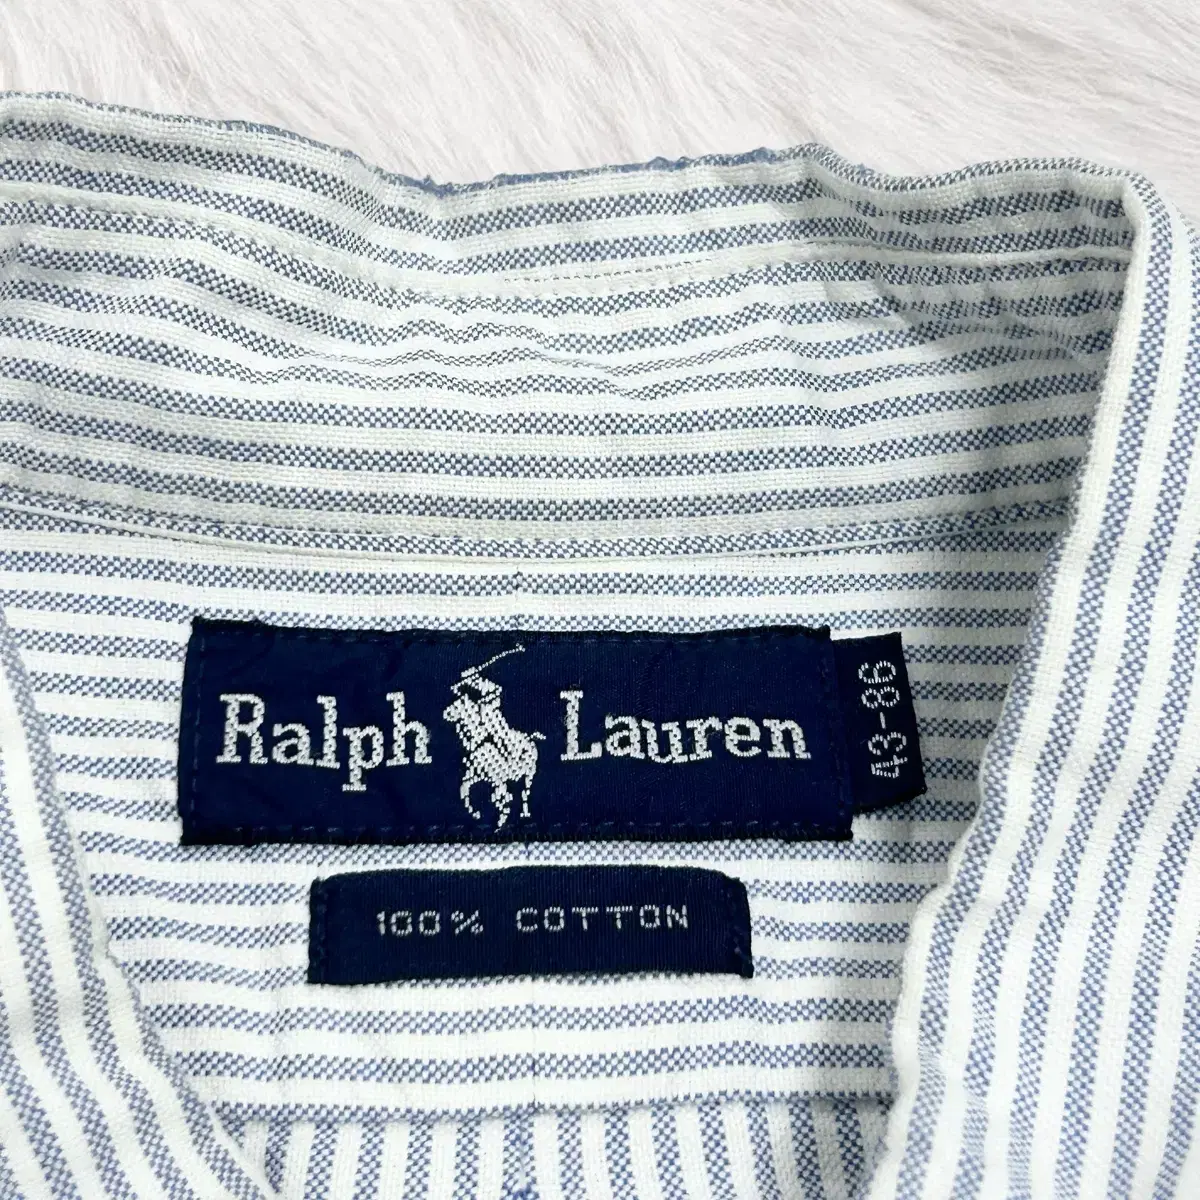 Ralph Lauren
43-86
100% COTTON